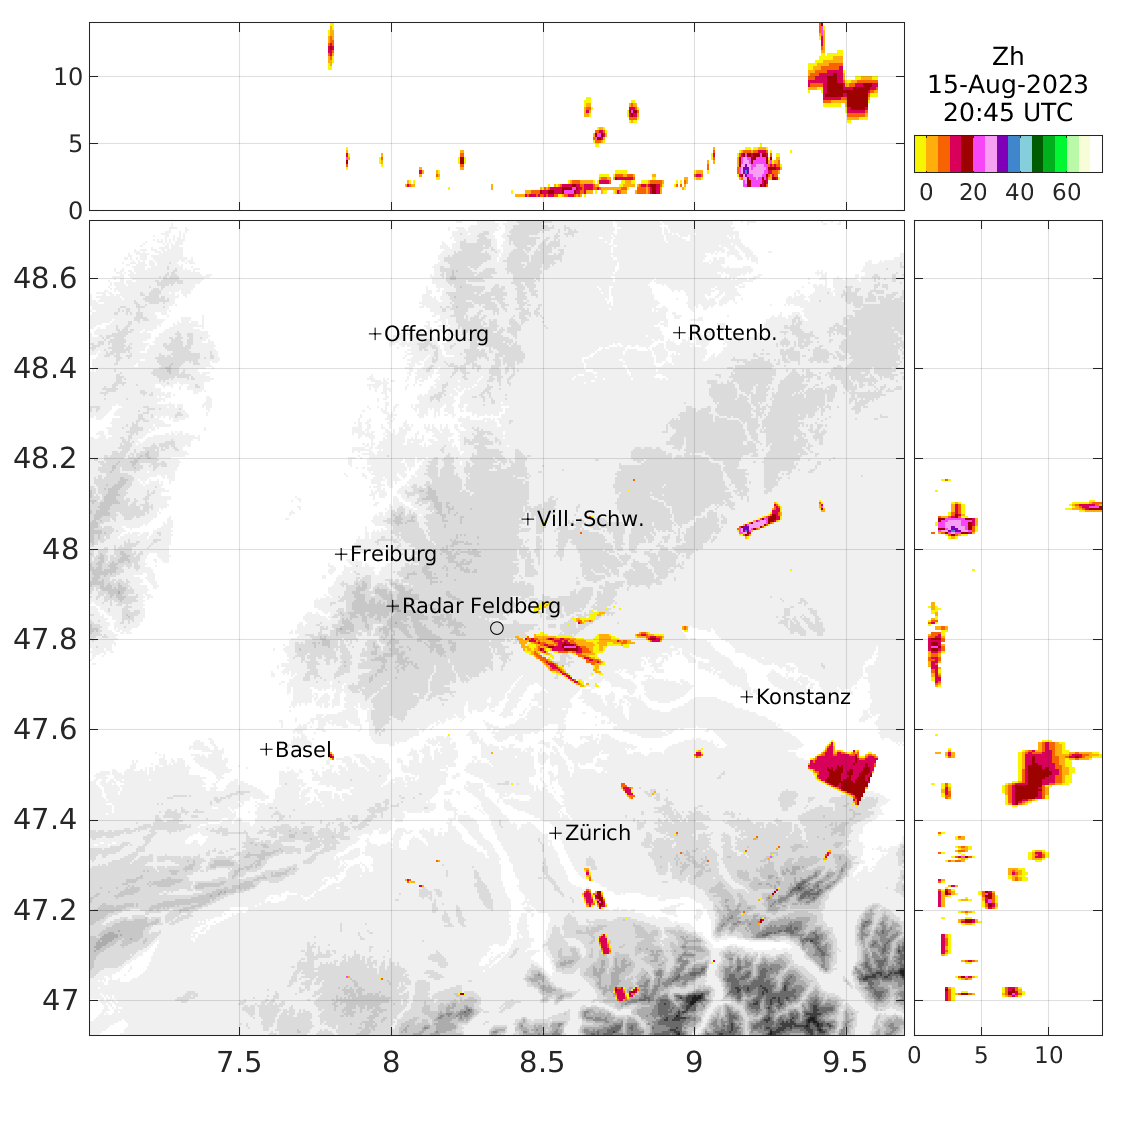 Zh
15-Aug-2023
20:45 UTC
10
5
0
0 20 40 60
48.6
48.4
48.2
48
47.8
47.6
47.4
47.2
47
+Offenburg
+Rottenb.
+Vill.-Schw.
+Freiburg
+Radar Feldberg
+Konstanz
+Basel
+Zürich
7.5 8 8.5 9 9.5
0 5 10